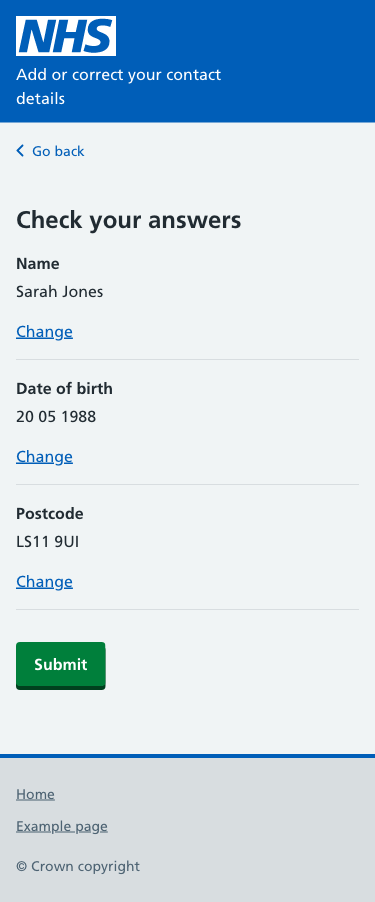 NHS
Add or correct your contact
details
Go back
Check your answers
Name
Sarah Jones
Change
Date of birth
20 05 1988
Change
Postcode
LS11 9UI
Change
Submit
Home
Example page
© Crown copyright